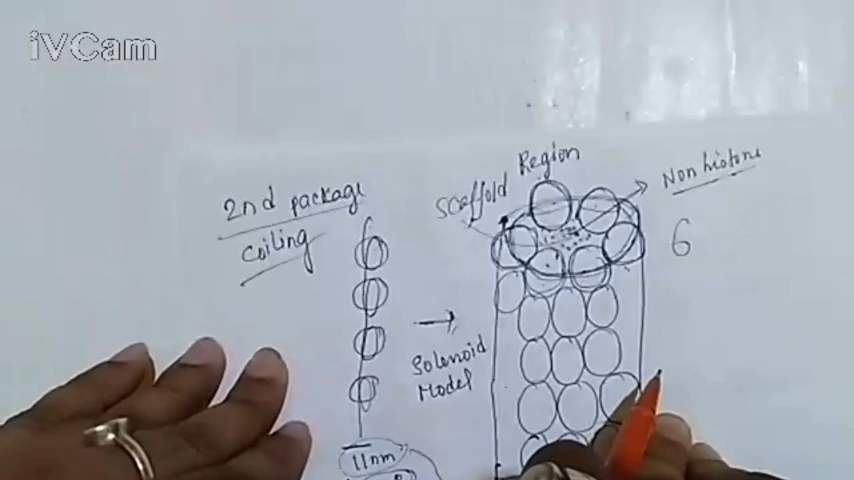 iVCam
2nd package
coiling
Scaffold Region
Non histone
6
Solenoid
Model
11nm